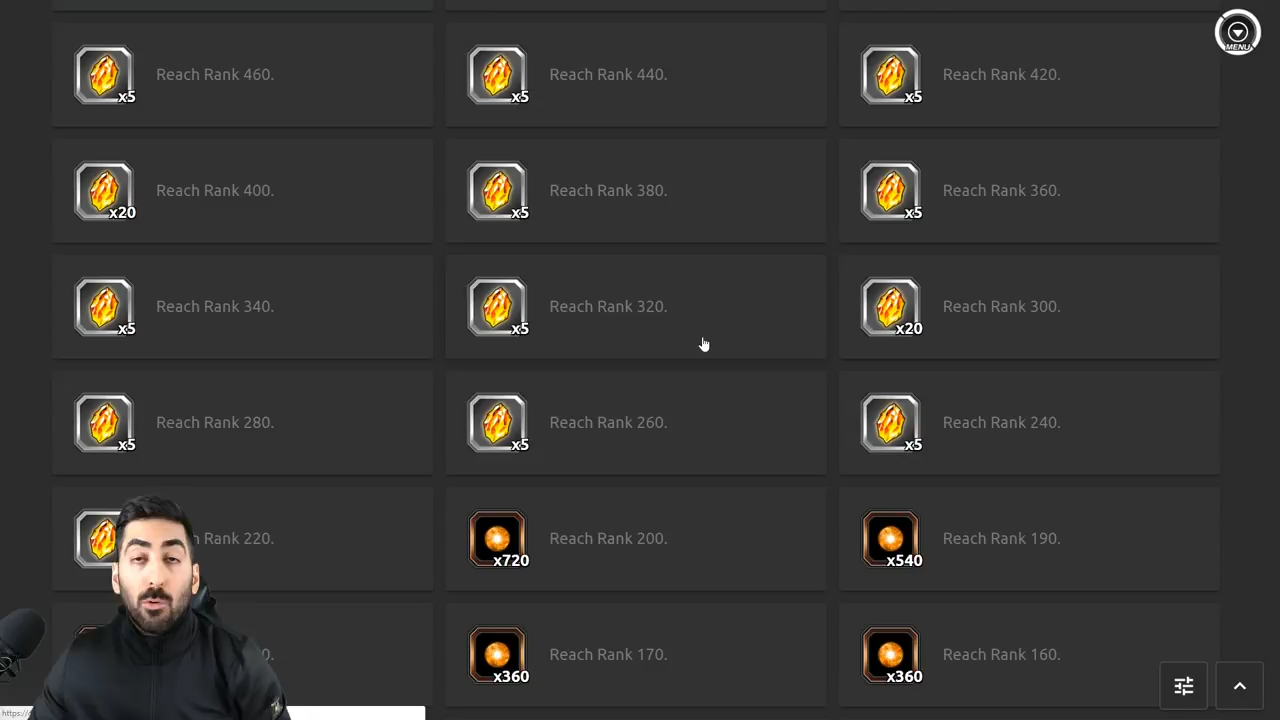 MENU
x5 Reach Rank 460.
x5 Reach Rank 440.
x5 Reach Rank 420.
x20 Reach Rank 400.
x5 Reach Rank 380.
x5 Reach Rank 360.
x5 Reach Rank 340.
x5 Reach Rank 320.
x20 Reach Rank 300.
x5 Reach Rank 280.
x5 Reach Rank 260.
x5 Reach Rank 240.
h Rank 220.
x720 Reach Rank 200.
x540 Reach Rank 190.
0.
x360 Reach Rank 170.
x360 Reach Rank 160.
https://